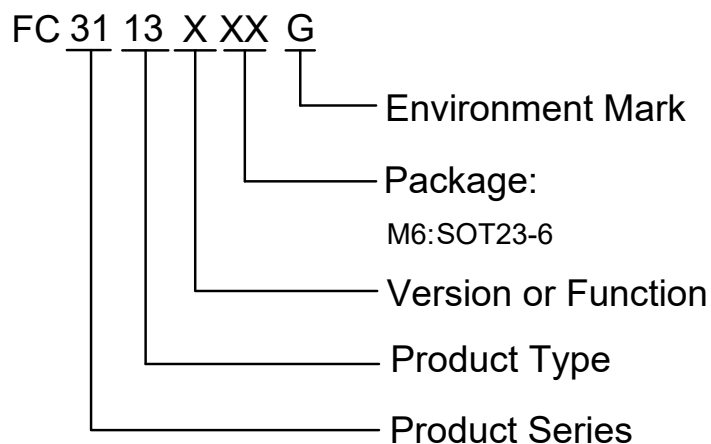 FC 31 13 X XX G
Environment Mark
Package:
M6:SOT23-6
Version or Function
Product Type
Product Series